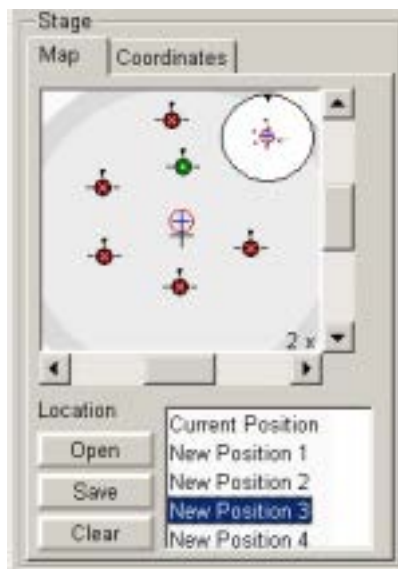 Stage
Map Coordinates
2 x
Location
Open
Save
Clear
Current Position
New Position 1
New Position 2
New Position 3
New Position 4